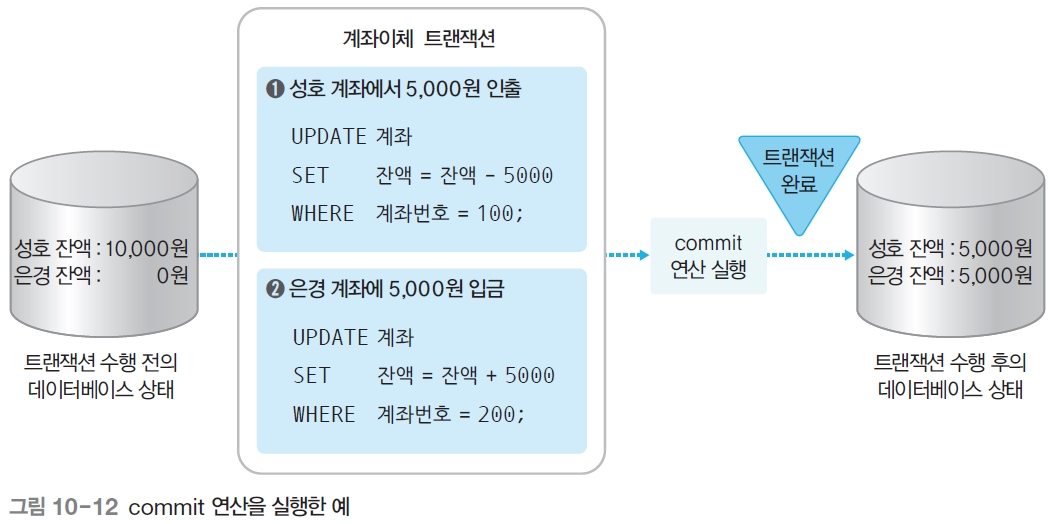 계좌이체 트랜잭션
❶ 성호 계좌에서 5,000원 인출
UPDATE 계좌
SET 잔액 = 잔액 - 5000
WHERE 계좌번호 = 100;
❷ 은경 계좌에 5,000원 입금
UPDATE 계좌
SET 잔액 = 잔액 + 5000
WHERE 계좌번호 = 200;
성호 잔액 : 10,000원
은경 잔액 : 0원
트랜잭션 수행 전의
데이터베이스 상태
commit
연산 실행
트랜잭션
완료
성호 잔액 : 5,000원
은경 잔액 : 5,000원
트랜잭션 수행 후의
데이터베이스 상태
그림 10-12 commit 연산을 실행한 예